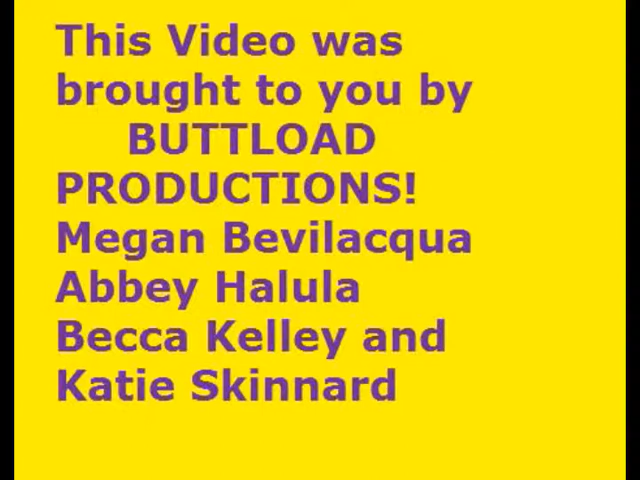 This Video was
brought to you by
BUTTLOAD
PRODUCTIONS!
Megan Bevilacqua
Abbey Halula
Becca Kelley and
Katie Skinnard